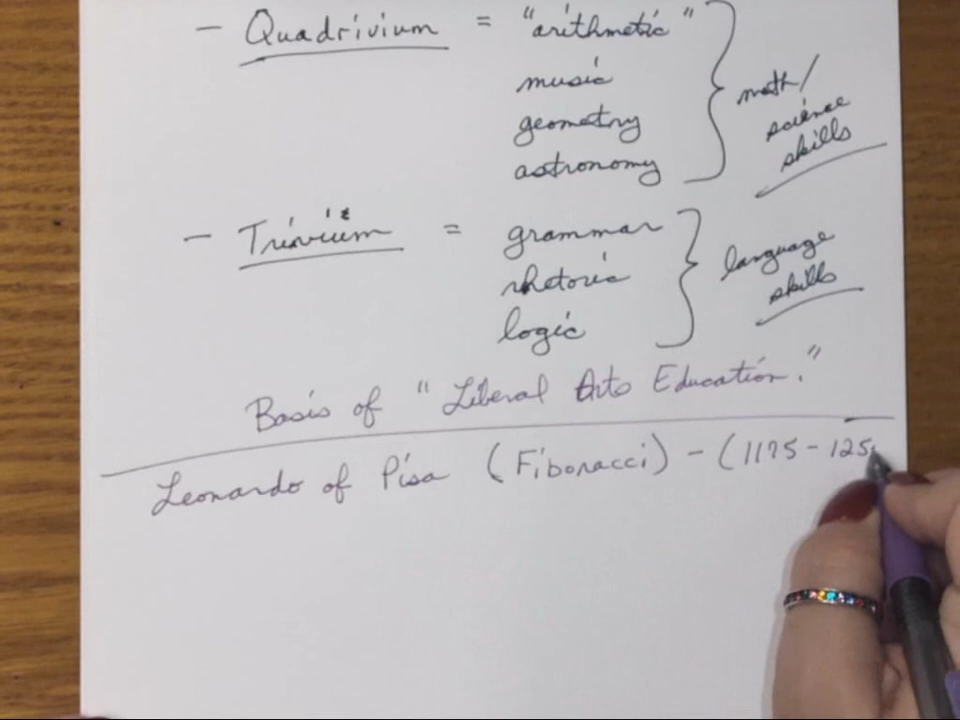 - Quadrivium = "arithmetic"
music
geometry
astronomy
math/
science
skills
- Trivium = grammar
rhetoric
logic
language
skills
Basis of "Liberal Arts Education."
Leonardo of Pisa (Fibonacci) - (1175 - 125